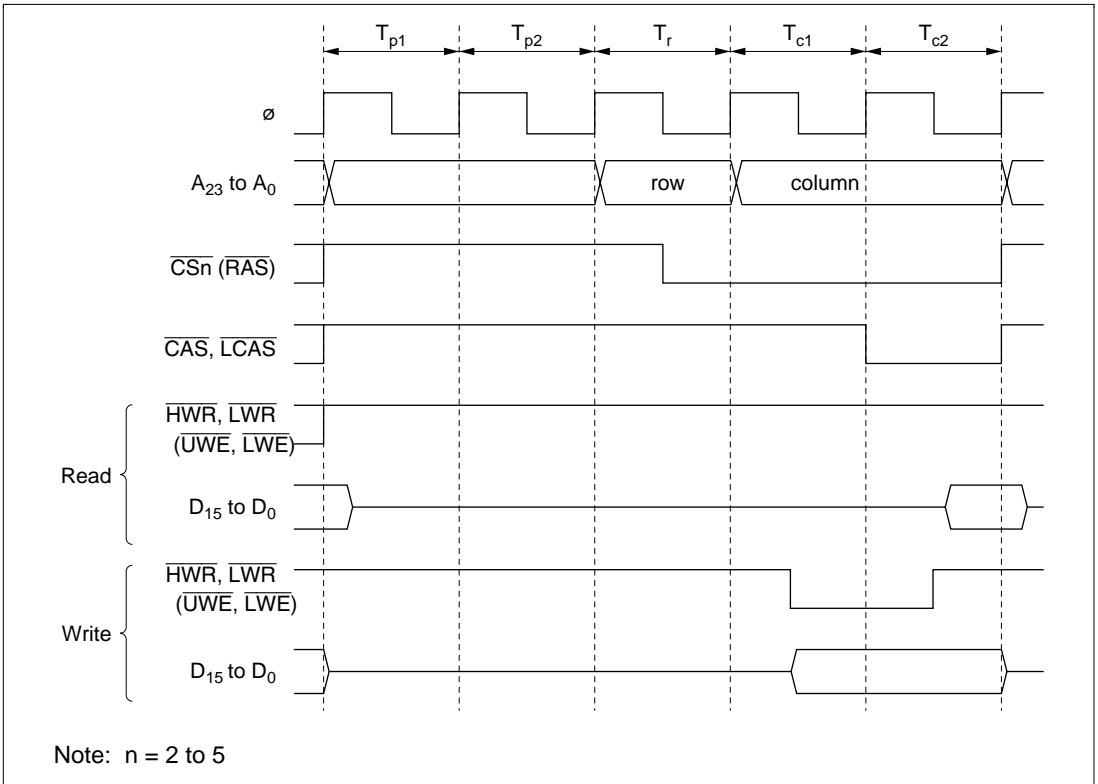 Tp1 Tp2 Tr Tc1 Tc2
ø
A23 to A0 row column
CSn (RAS)
CAS, LCAS
HWR, LWR
(UWE, LWE)
Read
D15 to D0
HWR, LWR
(UWE, LWE)
Write
D15 to D0
Note: n = 2 to 5